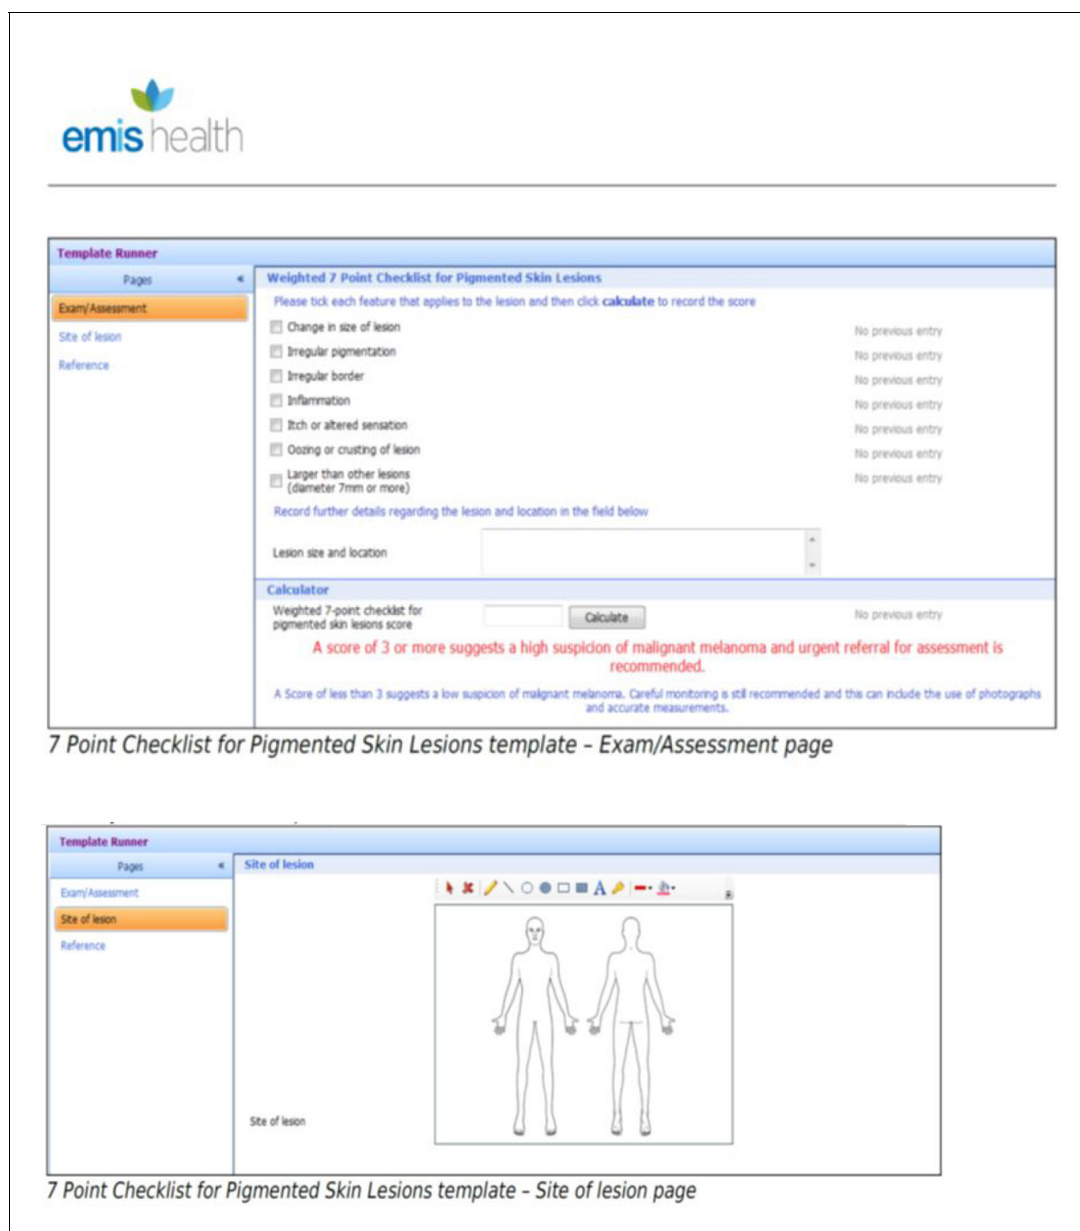 emis health
Template Runner
Pages «
Exam/Assessment
Site of lesion
Reference
Weighted 7 Point Checklist for Pigmented Skin Lesions
Please tick each feature that applies to the lesion and then click calculate to record the score
Change in size of lesion No previous entry
Irregular pigmentation No previous entry
Irregular border No previous entry
Inflammation No previous entry
Itch or altered sensation No previous entry
Oozing or crusting of lesion No previous entry
Larger than other lesions
(diameter 7mm or more) No previous entry
Record further details regarding the lesion and location in the field below
Lesion size and location
Calculator
Weighted 7-point checklist for
pigmented skin lesions score Calculate No previous entry
A score of 3 or more suggests a high suspicion of malignant melanoma and urgent referral for assessment is
recommended.
A Score of less than 3 suggests a low suspicion of malignant melanoma. Careful monitoring is still recommended and this can include the use of photographs
and accurate measurements.
7 Point Checklist for Pigmented Skin Lesions template – Exam/Assessment page
Template Runner
Pages «
Exam/Assessment
Site of lesion
Reference
Site of lesion
A
Site of lesion
7 Point Checklist for Pigmented Skin Lesions template – Site of lesion page